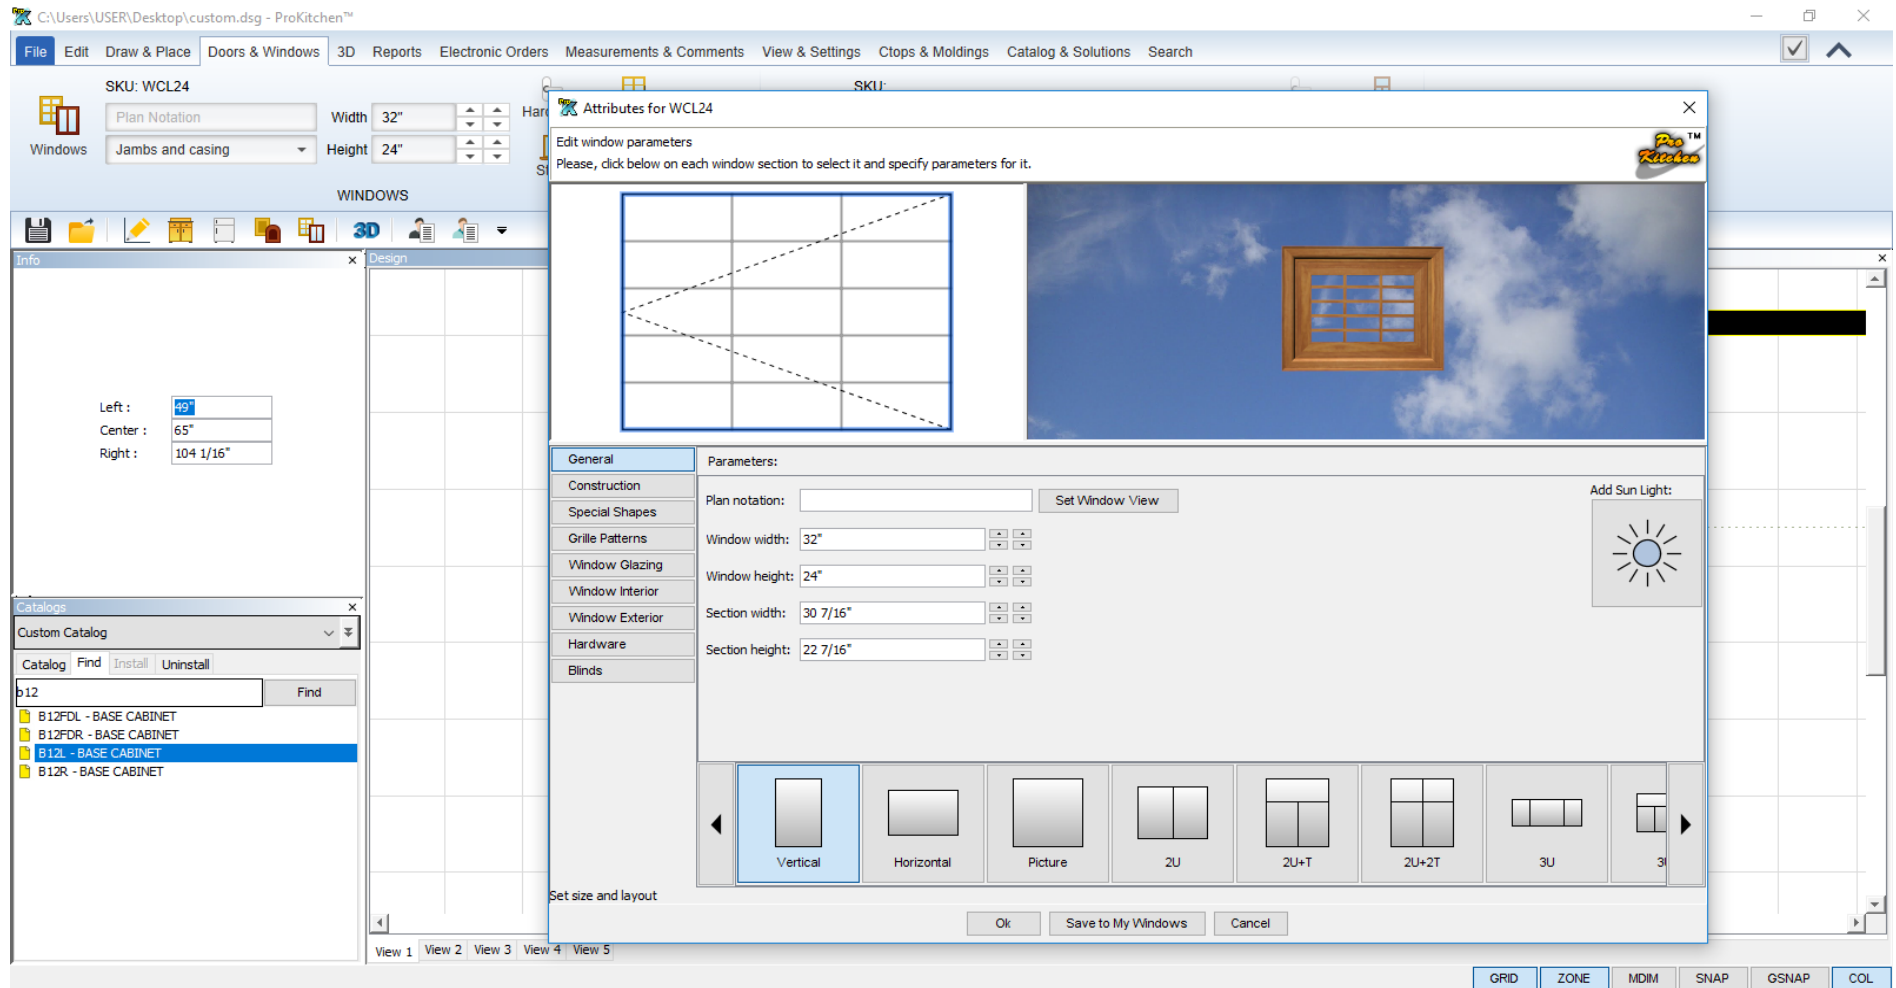 C:\Users\USER\Desktop\custom.dsg - ProKitchen™
File Edit Draw & Place Doors & Windows 3D Reports Electronic Orders Measurements & Comments View & Settings Ctops & Moldings Catalog & Solutions Search
SKU: WCL24
SKU:
Plan Notation
Width 32"
Windows
Jambs and casing
Height 24"
WINDOWS
3D
Info
Design
Left : 49"
Center : 65"
Right : 104 1/16"
Catalogs
Custom Catalog
Catalog Find Install Uninstall
b12
Find
B12FDL - BASE CABINET
B12FDR - BASE CABINET
B12L - BASE CABINET
B12R - BASE CABINET
Attributes for WCL24
Edit window parameters
Please, click below on each window section to select it and specify parameters for it.
Pro Kitchen TM
General
Construction
Special Shapes
Grille Patterns
Window Glazing
Window Interior
Window Exterior
Hardware
Blinds
Parameters:
Plan notation:
Set Window View
Add Sun Light:
Window width: 32"
Window height: 24"
Section width: 30 7/16"
Section height: 22 7/16"
Vertical Horizontal Picture 2U 2U+T 2U+2T 3U
Set size and layout
Ok Save to My Windows Cancel
View 1 View 2 View 3 View 4 View 5
GRID ZONE MDIM SNAP GSNAP COL